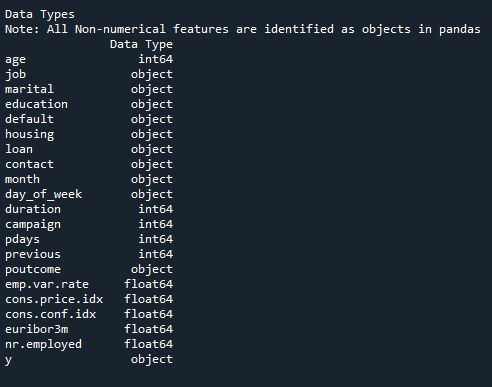 Data Types
Note: All Non-numerical features are identified as objects in pandas
Data Type
age int64
job object
marital object
education object
default object
housing object
loan object
contact object
month object
day_of_week object
duration int64
campaign int64
pdays int64
previous int64
poutcome object
emp.var.rate float64
cons.price.idx float64
cons.conf.idx float64
euribor3m float64
nr.employed float64
y object